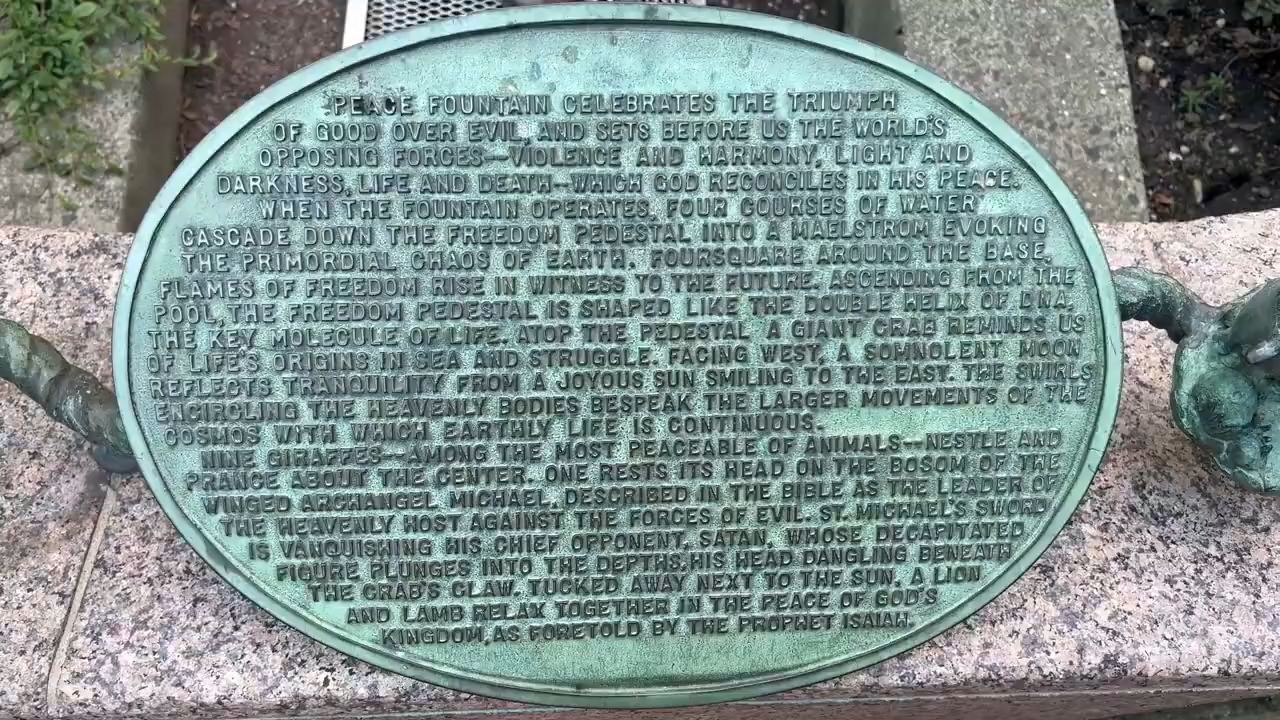 PEACE FOUNTAIN CELEBRATES THE TRIUMPH
OF GOOD OVER EVIL, AND SETS BEFORE US THE WORLD'S
OPPOSING FORCES—VIOLENCE AND HARMONY, LIGHT AND
DARKNESS, LIFE AND DEATH—WHICH GOD RECONCILES IN HIS PEACE.
WHEN THE FOUNTAIN OPERATES, FOUR COURSES OF WATER
CASCADE DOWN THE FREEDOM PEDESTAL INTO A MAELSTROM EVOKING
THE PRIMORDIAL CHAOS OF EARTH. FOURSQUARE AROUND THE BASE,
FLAMES OF FREEDOM RISE IN WITNESS TO THE FUTURE. ASCENDING FROM THE
POOL, THE FREEDOM PEDESTAL IS SHAPED LIKE THE DOUBLE HELIX OF DNA,
THE KEY MOLECULE OF LIFE. ATOP THE PEDESTAL A GIANT CRAB REMINDS US
OF LIFE'S ORIGINS IN SEA AND STRUGGLE. FACING WEST, A SOMNOLENT MOON
REFLECTS TRANQUILITY FROM A JOYOUS SUN SMILING TO THE EAST. THE SWIRLS
ENCIRCLING THE HEAVENLY BODIES BESPEAK THE LARGER MOVEMENTS OF THE
COSMOS WITH WHICH EARTHLY LIFE IS CONTINUOUS.
NINE GIRAFFES—AMONG THE MOST PEACEABLE OF ANIMALS—NESTLE AND
PRANCE ABOUT THE CENTER. ONE RESTS ITS HEAD ON THE BOSOM OF THE
WINGED ARCHANGEL MICHAEL, DESCRIBED IN THE BIBLE AS THE LEADER OF
THE HEAVENLY HOST AGAINST THE FORCES OF EVIL. ST. MICHAEL'S SWORD
IS VANQUISHING HIS CHIEF OPPONENT, SATAN, WHOSE DECAPITATED
FIGURE PLUNGES INTO THE DEPTHS, HIS HEAD DANGLING BENEATH
THE CRAB'S CLAW. TUCKED AWAY NEXT TO THE SUN, A LION
AND LAMB RELAX TOGETHER IN THE PEACE OF GOD'S
KINGDOM, AS FORETOLD BY THE PROPHET ISAIAH.